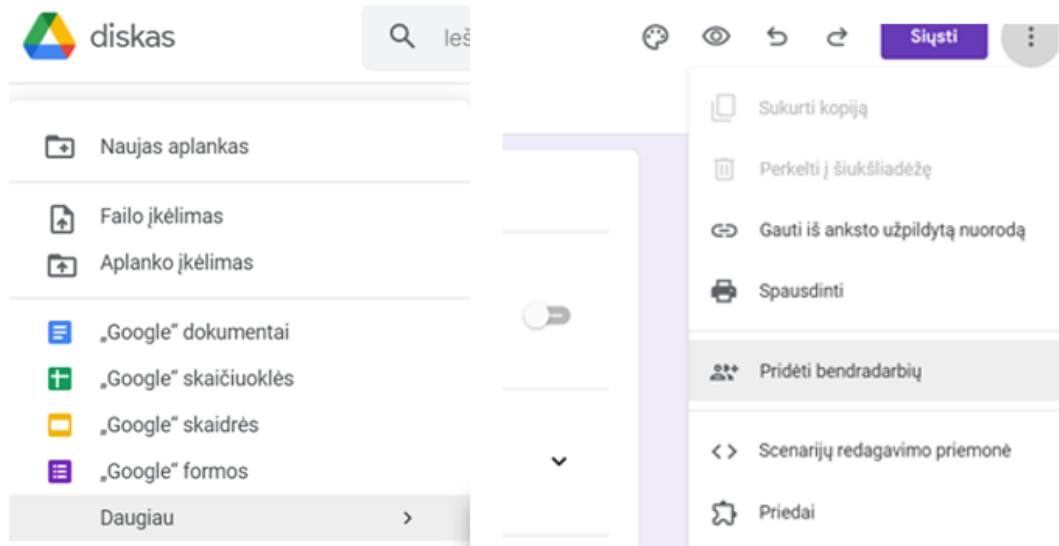 diskas
Ieš
Naujas aplankas
Failo įkėlimas
Aplanko įkėlimas
„Google“ dokumentai
„Google“ skaičiuoklės
„Google“ skaidrės
„Google“ formos
Daugiau
Siųsti
Sukurti kopiją
Perkelti į šiukšliadėžę
Gauti iš anksto užpildytą nuorodą
Spausdinti
Pridėti bendradarbių
Scenarijų redagavimo priemonė
Priedai